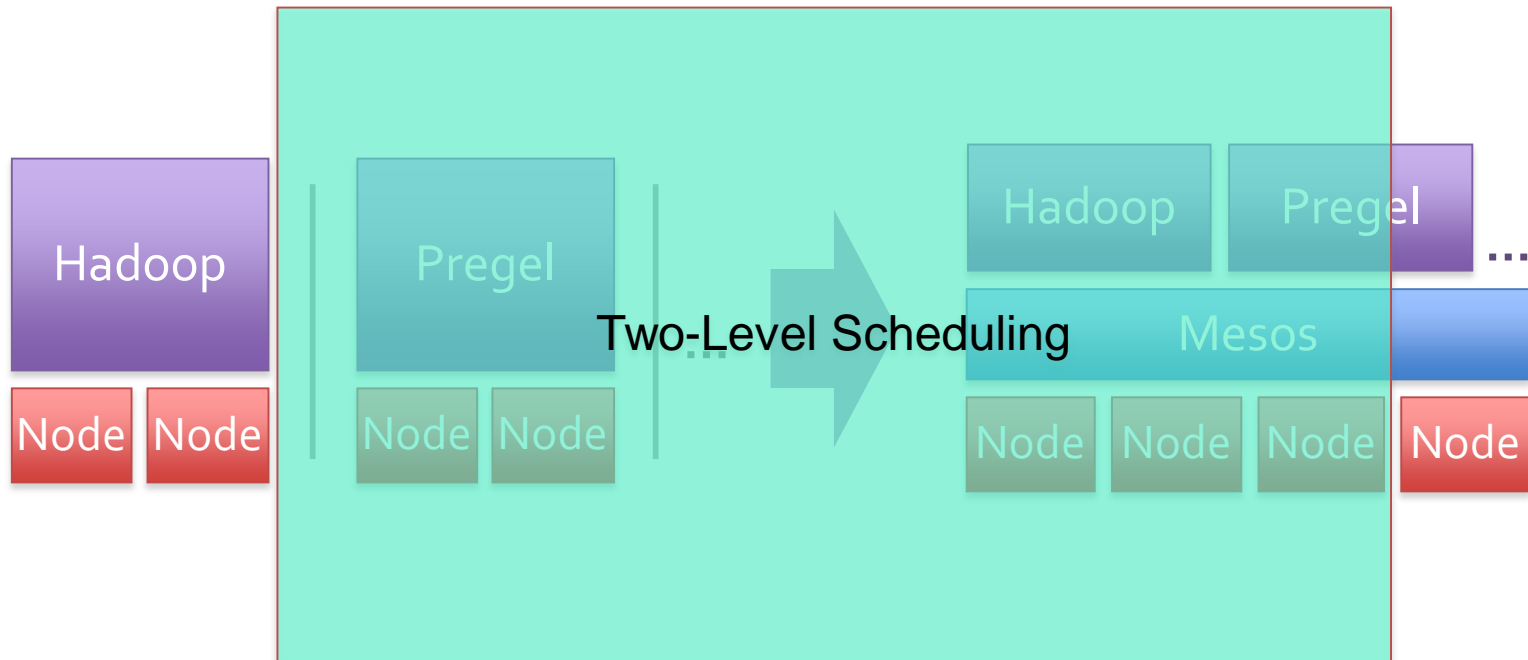 Hadoop
Pregel
...
Node Node
Node Node
Two-Level Scheduling
Hadoop
Pregel
...
Mesos
Node Node Node Node